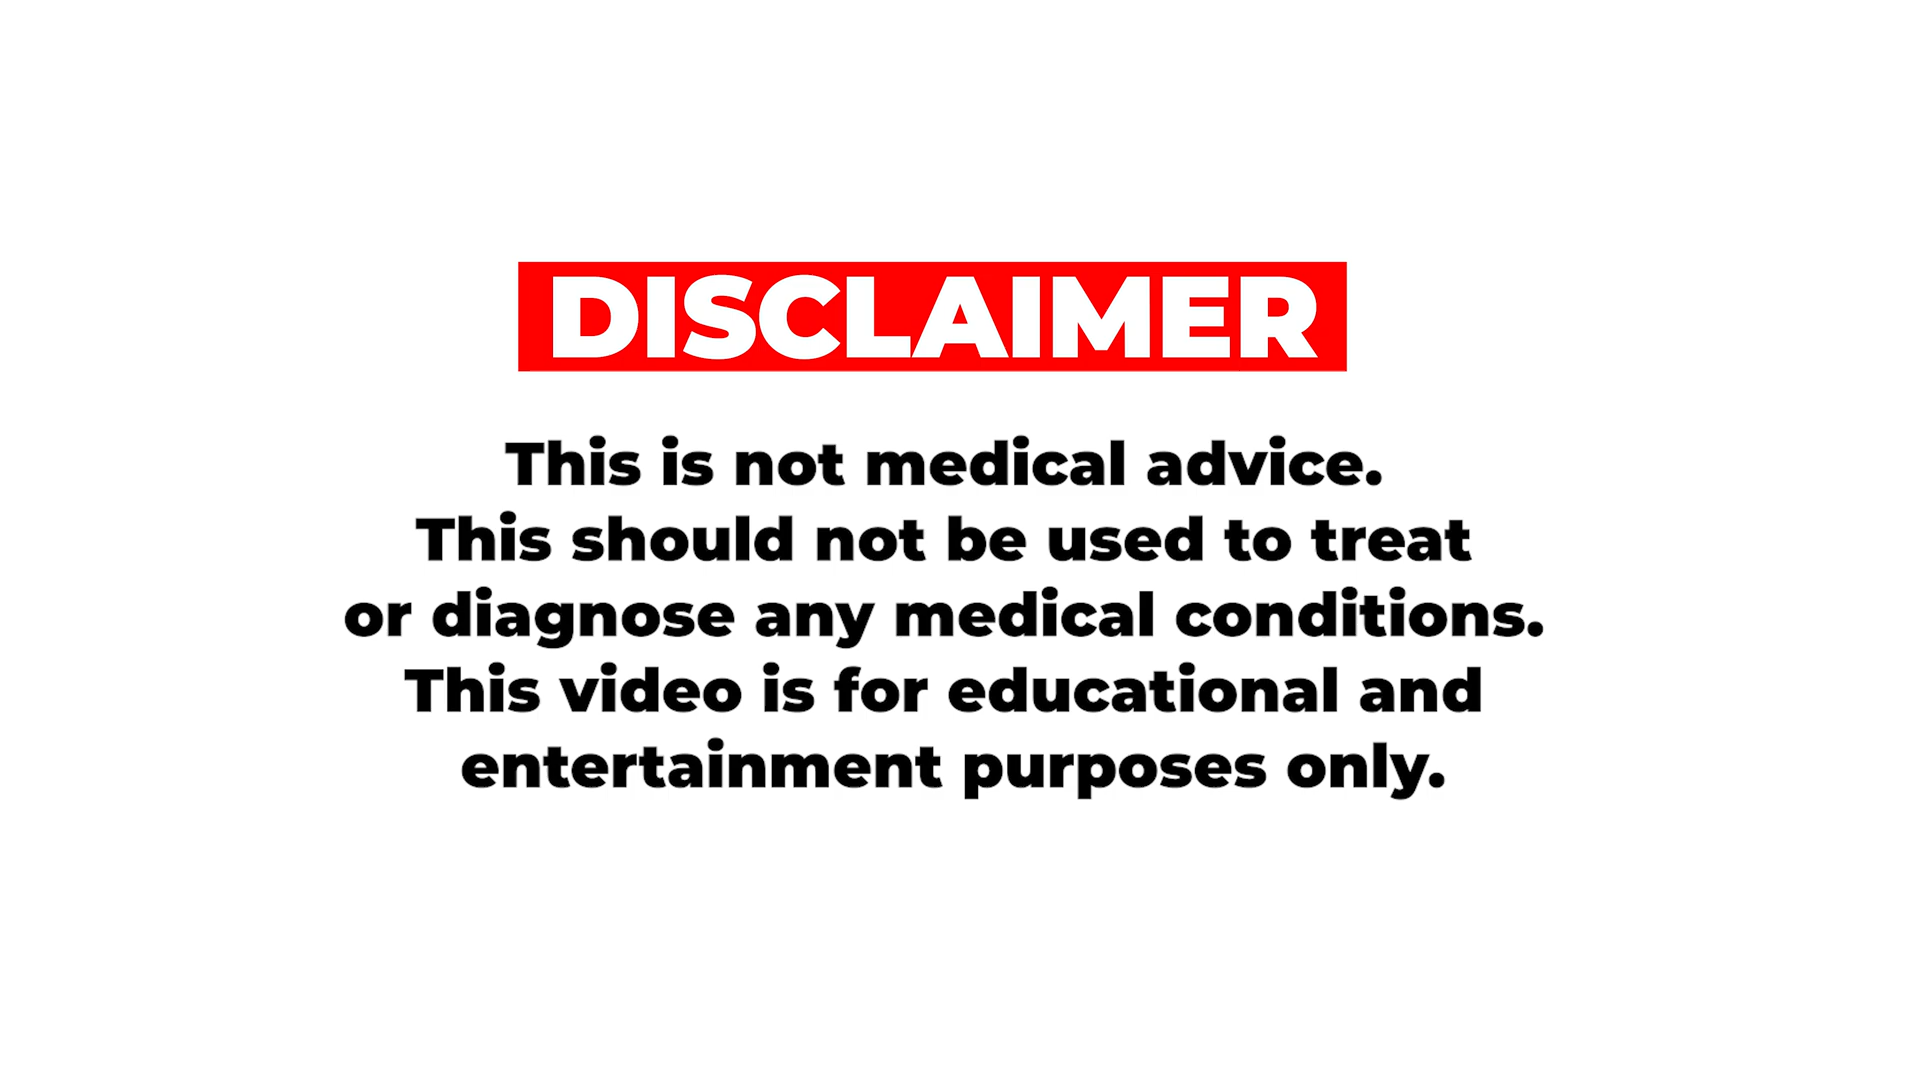 DISCLAIMER
This is not medical advice.
This should not be used to treat
or diagnose any medical conditions.
This video is for educational and
entertainment purposes only.